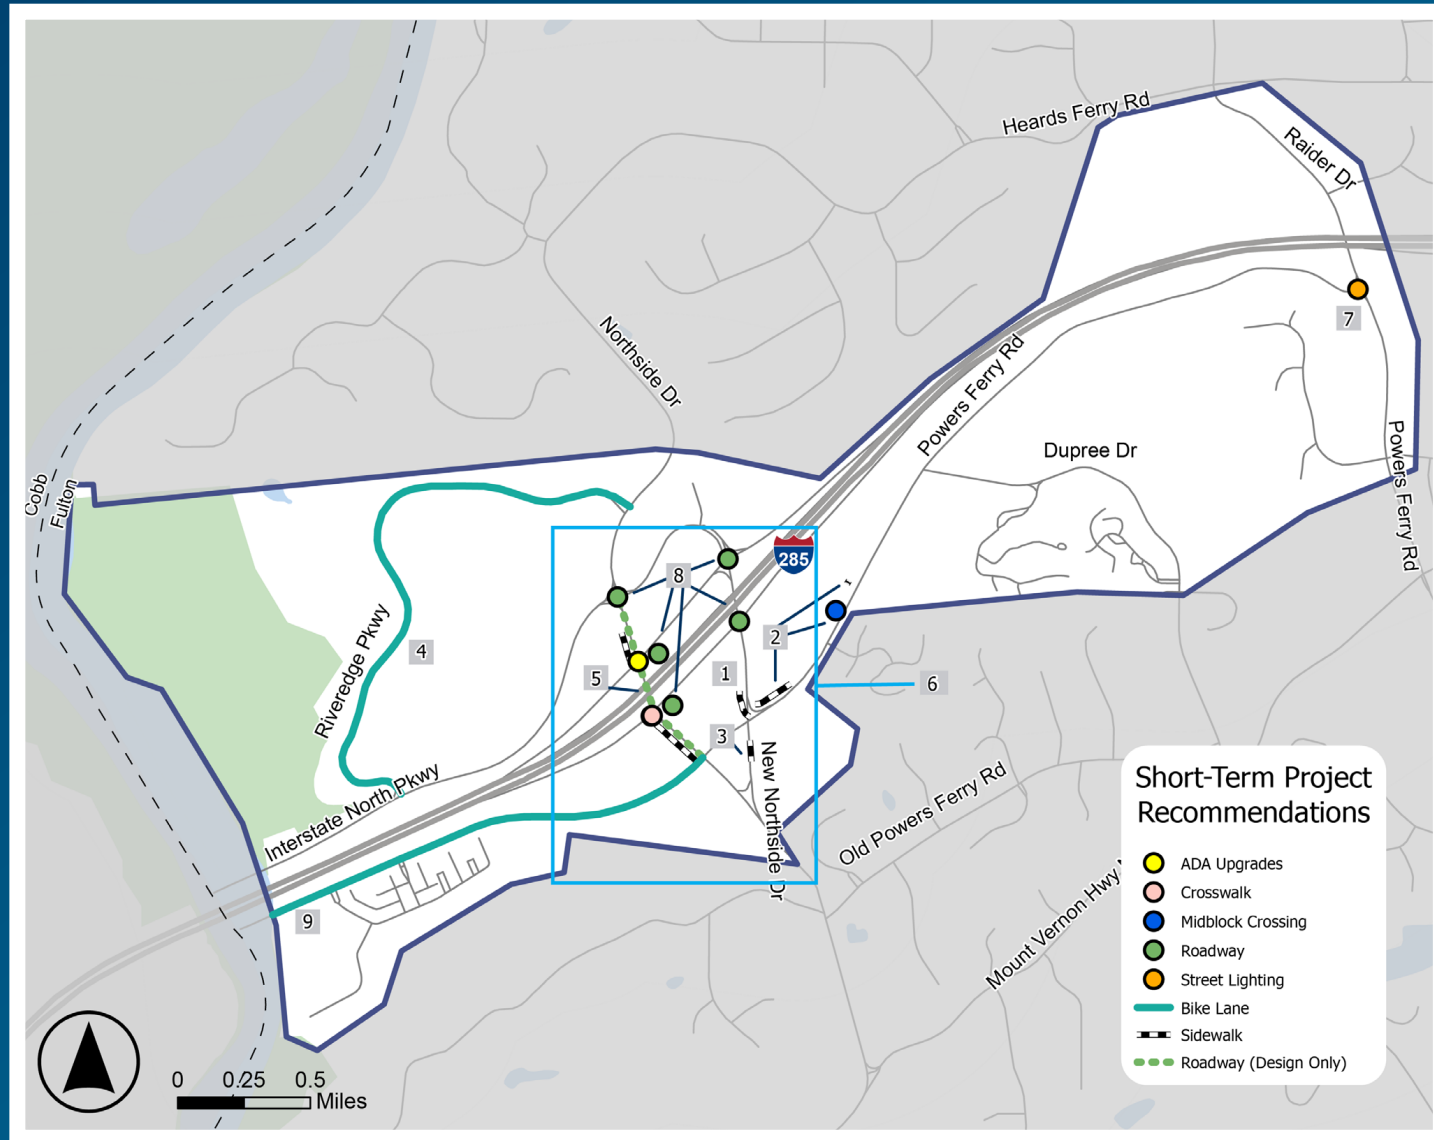 Heards Ferry Rd
Raider Dr
7
Northside Dr
Powers Ferry Rd
Dupree Dr
Powers Ferry Rd
Cobb
Fulton
285
8
2
Riveredge Pkwy
4
5
1
6
3
Interstate North Pkwy
New Northside Dr
Old Powers Ferry Rd
Mount Vernon Hwy
9
Short-Term Project
Recommendations
ADA Upgrades
Crosswalk
Midblock Crossing
Roadway
Street Lighting
Bike Lane
Sidewalk
Roadway (Design Only)
0 0.25 0.5
Miles